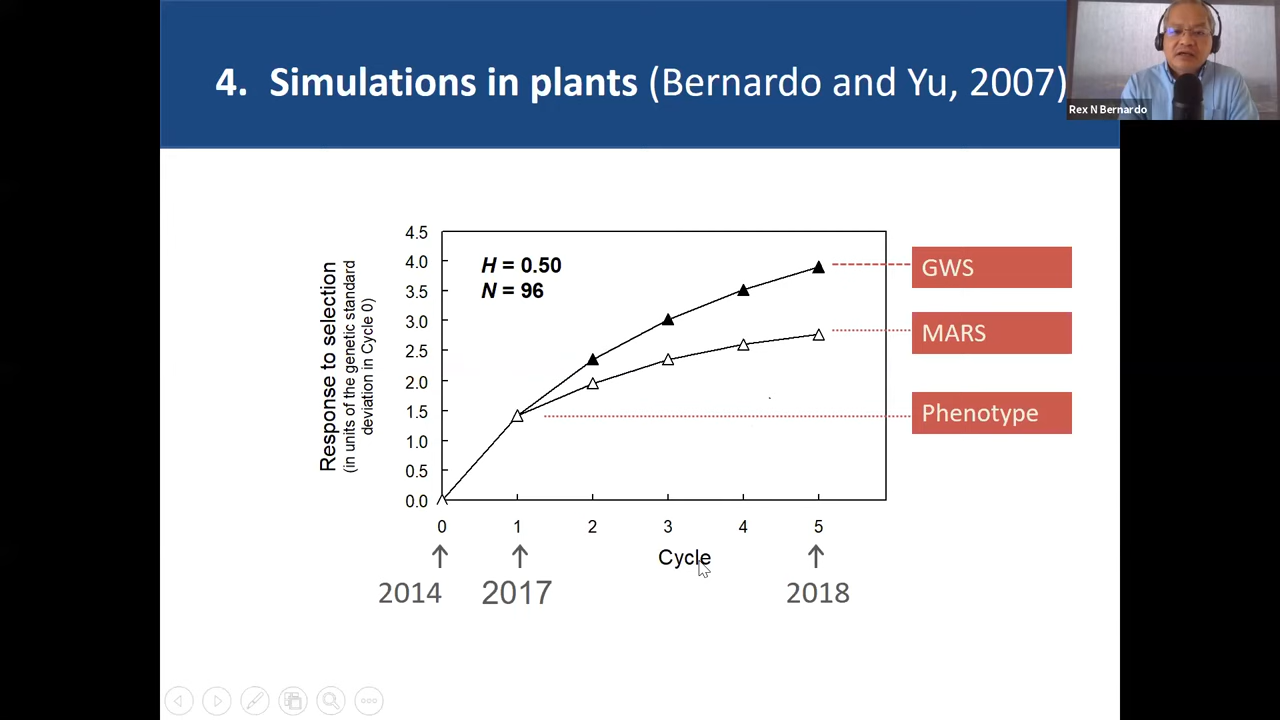 4. Simulations in plants (Bernardo and Yu, 2007)
Rex N Bernardo
Response to selection
(in units of the genetic standard
deviation in Cycle 0)
4.5
4.0
3.5
3.0
2.5
2.0
1.5
1.0
0.5
0.0
H = 0.50
N = 96
GWS
MARS
Phenotype
0 1 2 3 4 5
Cycle
2014 2017 2018